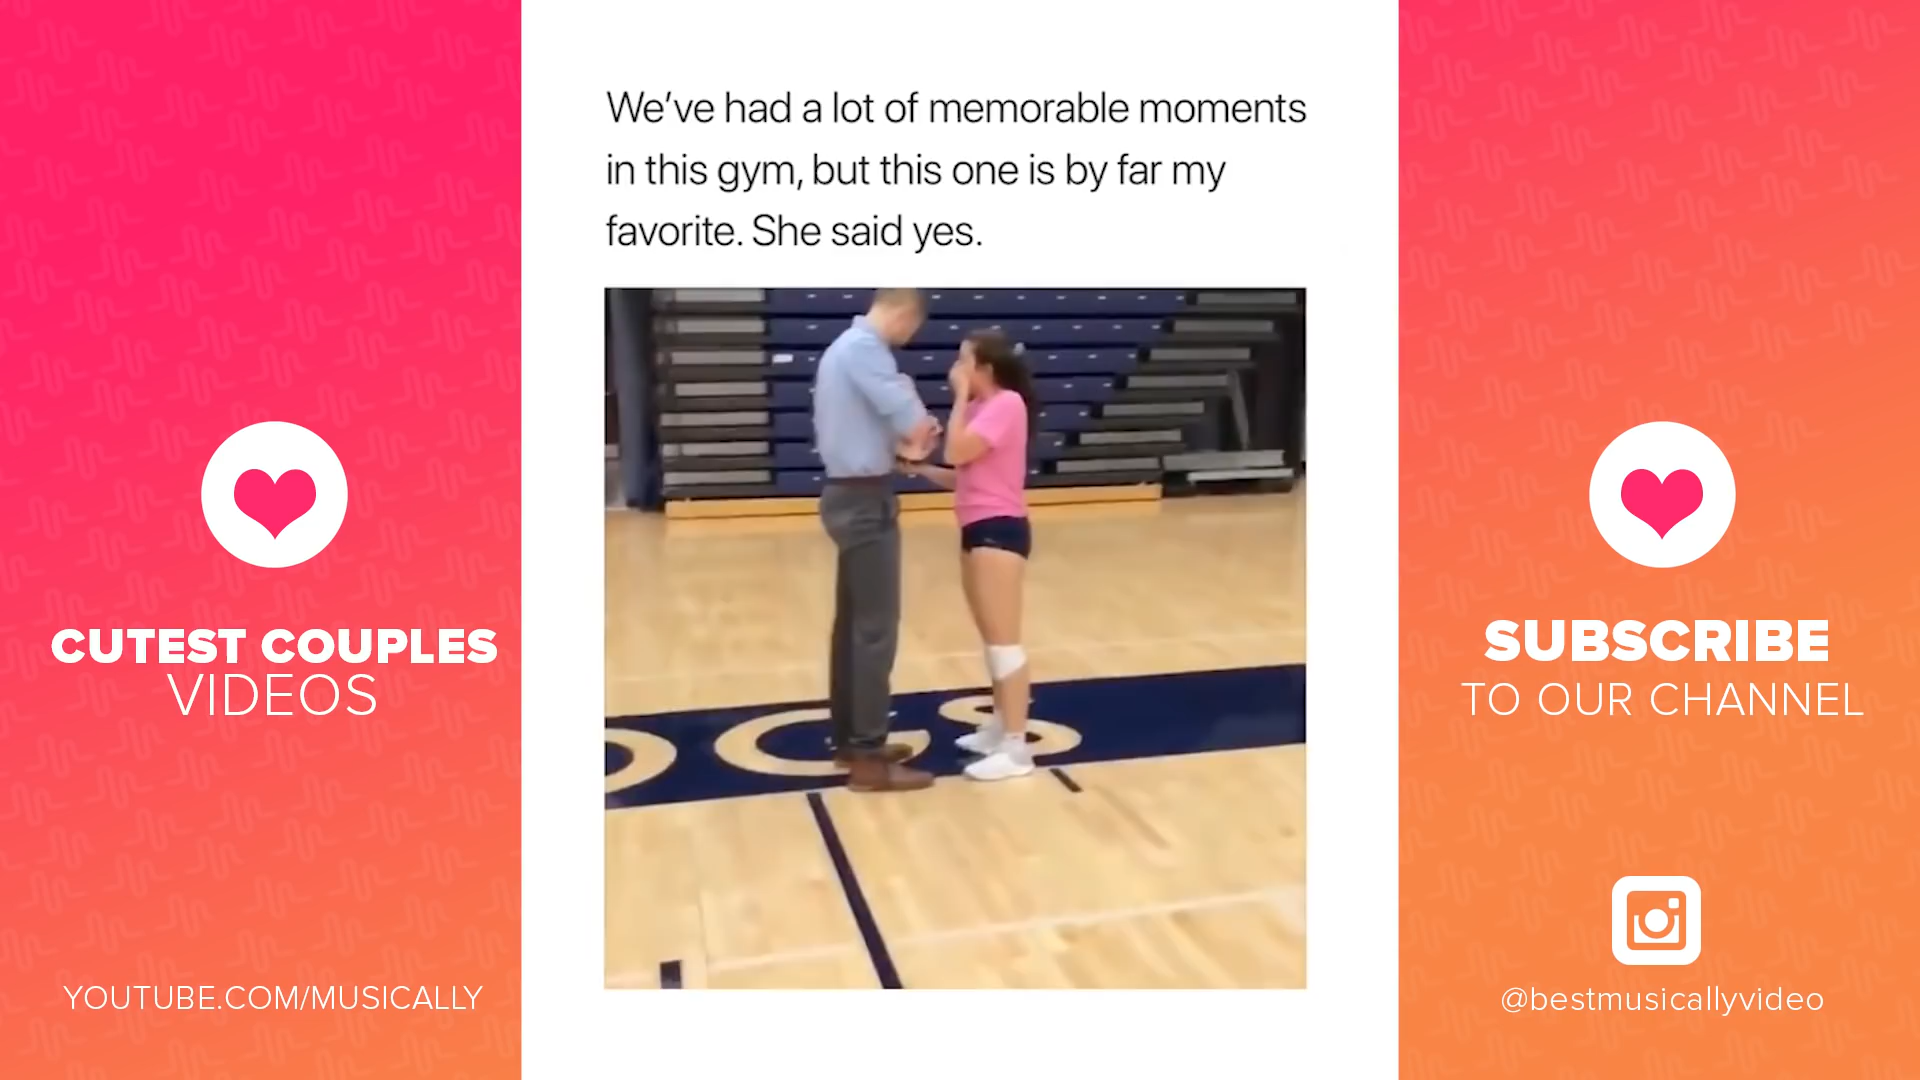 We've had a lot of memorable moments
in this gym, but this one is by far my
favorite. She said yes.
OGS
CUTEST COUPLES
VIDEOS
YOUTUBE.COM/MUSICALLY
SUBSCRIBE
TO OUR CHANNEL
@bestmusicallyvideo